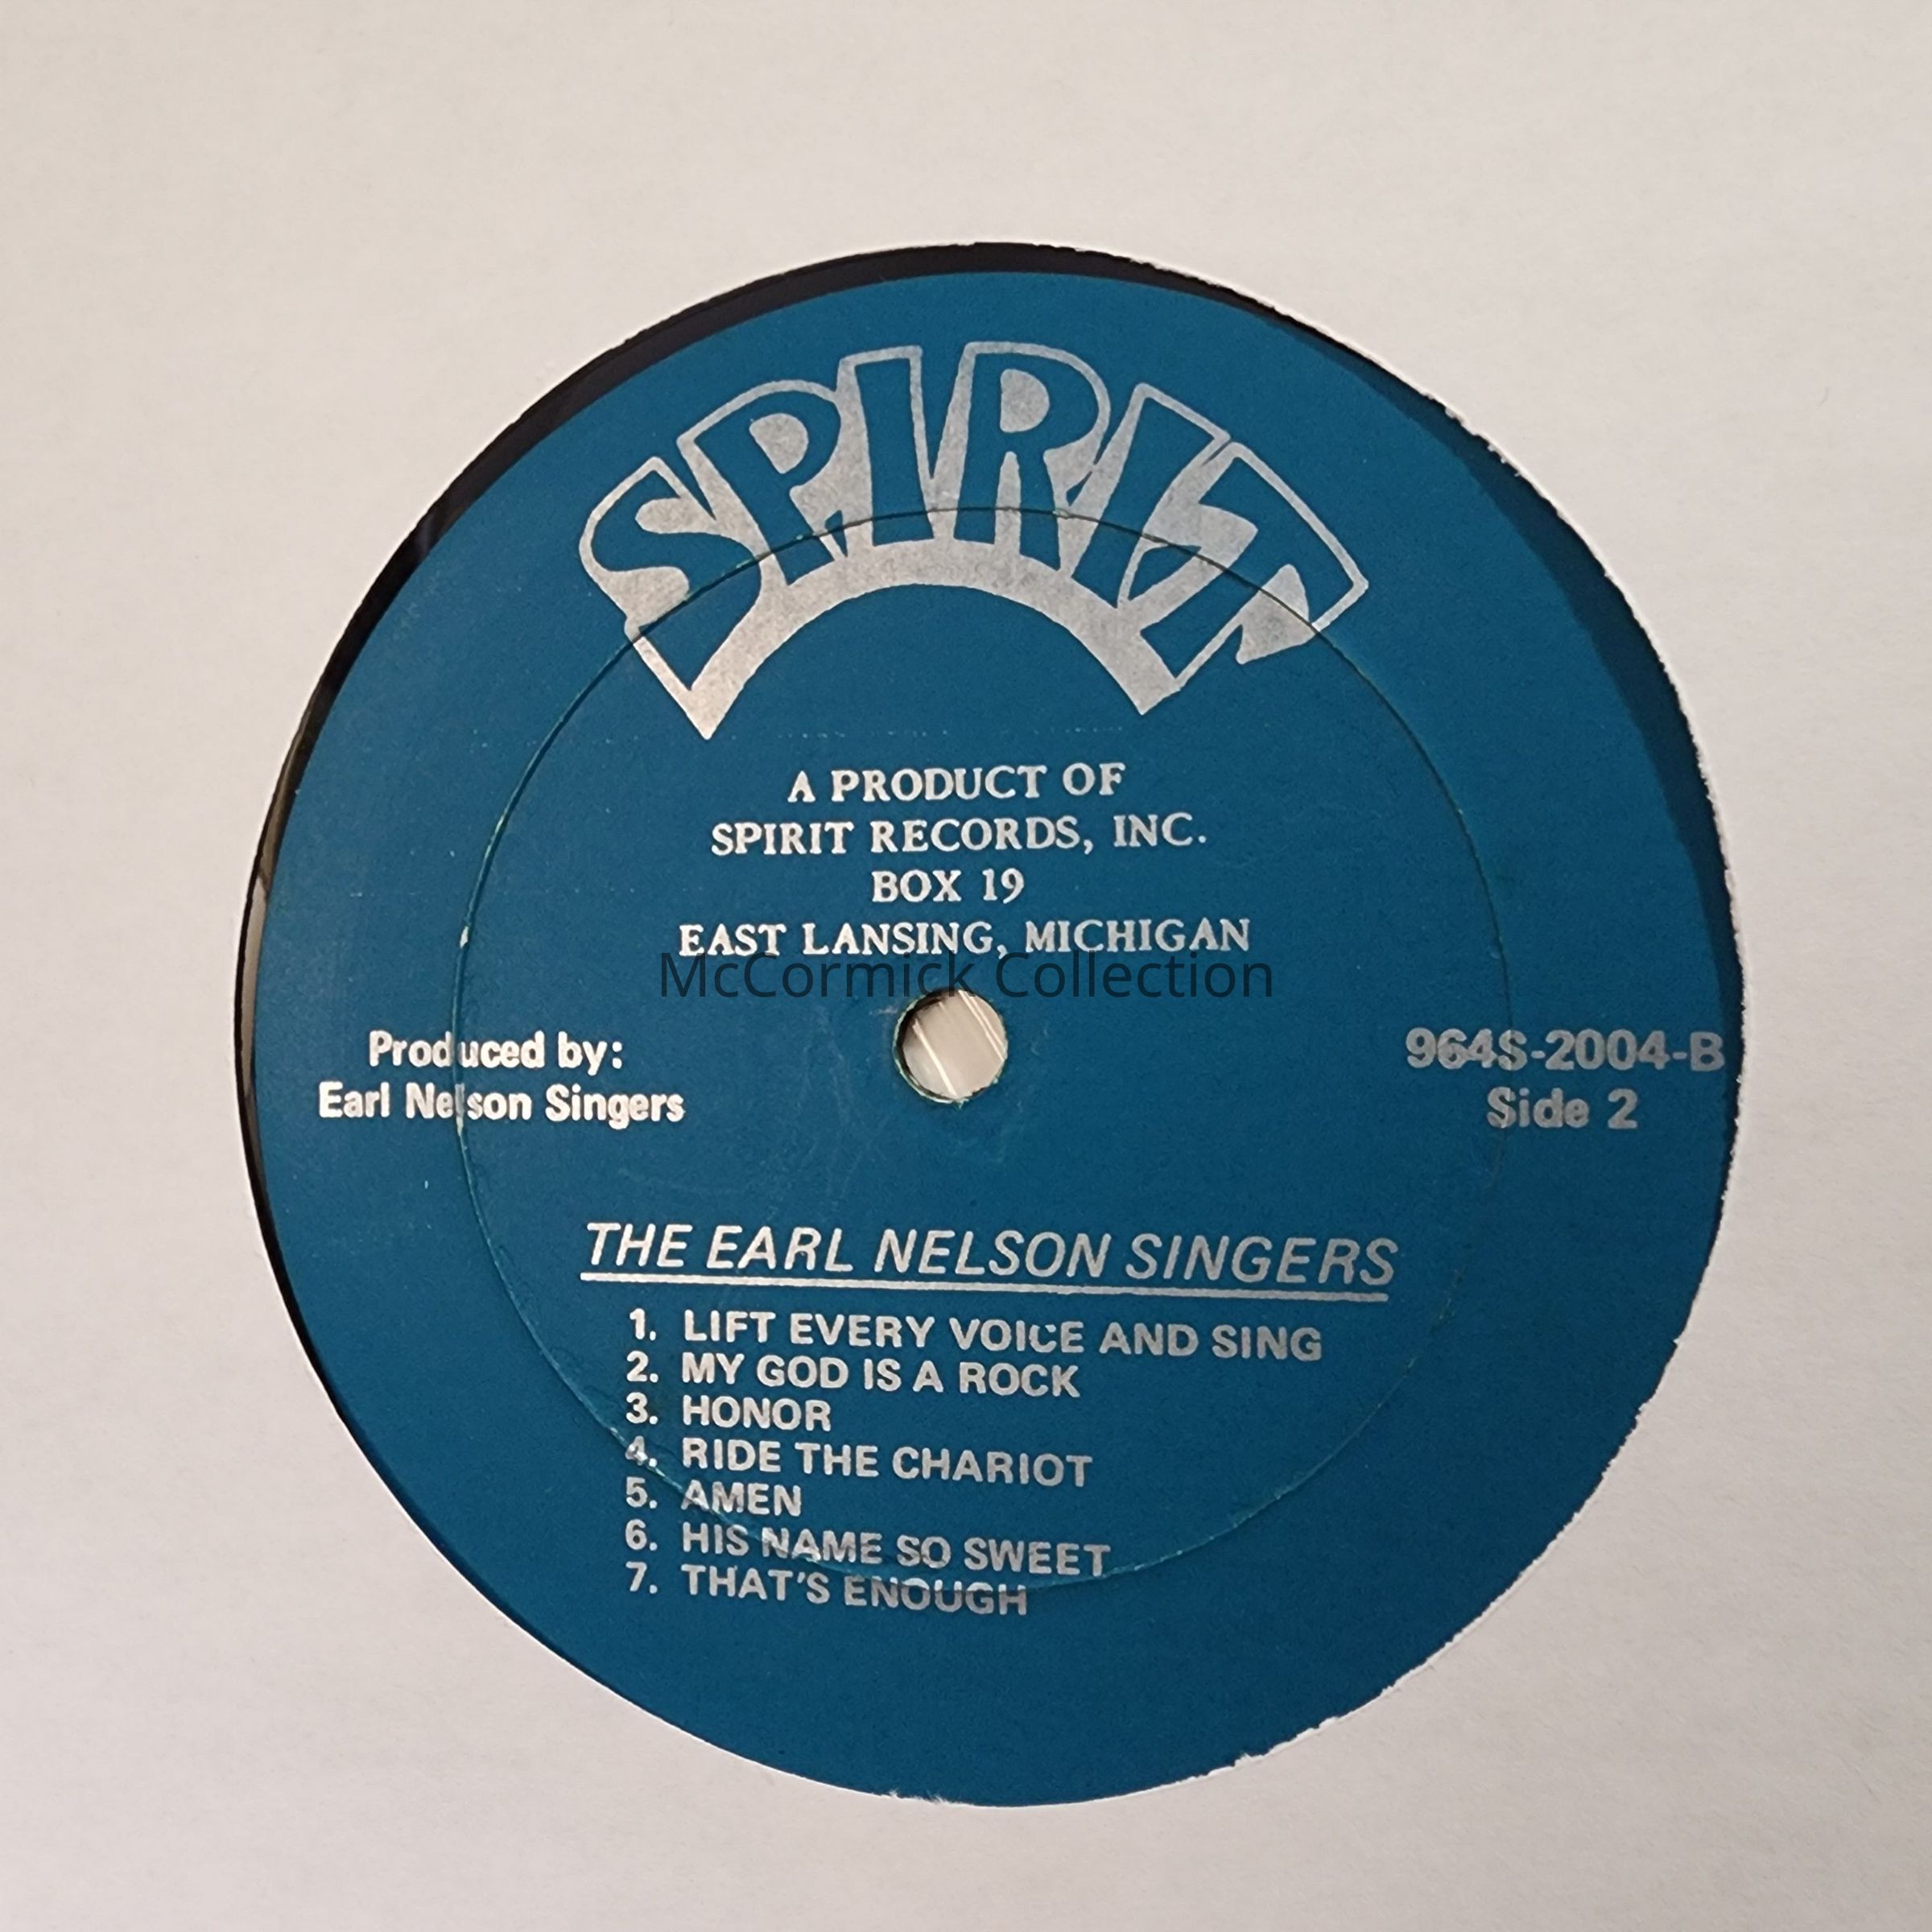 SPIRIT
A PRODUCT OF
SPIRIT RECORDS, INC.
BOX 19
EAST LANSING, MICHIGAN
McCormick Collection
Produced by:
Earl Nelson Singers
964S-2004-B
Side 2
THE EARL NELSON SINGERS
1. LIFT EVERY VOICE AND SING
2. MY GOD IS A ROCK
3. HONOR
4. RIDE THE CHARIOT
5. AMEN
6. HIS NAME SO SWEET
7. THAT'S ENOUGH